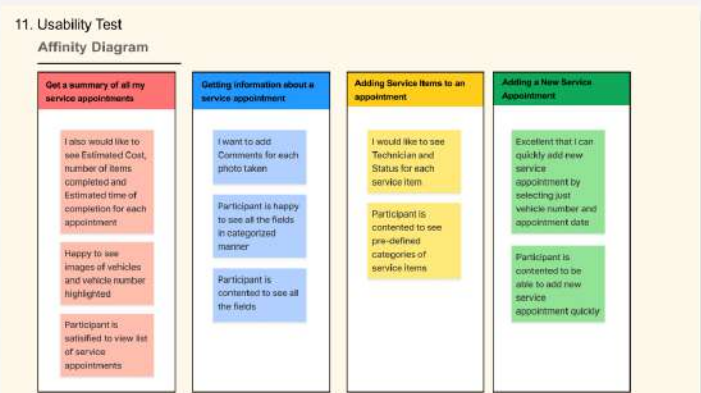 11. Usability Test
Affinity Diagram
Get a summary of all my
service appointments
I also would like to
see Estimated Cost,
number of items
completed and
Estimated time of
completion for each
appointment
Happy to see
images of vehicles
and vehicle number
highlighted
Participant is
satisified to view list
of service
appointments
Getting information about a
service appointment
I want to add
Comments for each
photo taken
Participant is happy
to see all the fields
in categorized
manner
Participant is
contented to see all
the fields
Adding Service Items to an
appointment
I would like to see
Technician and
Status for each
service item
Participant is
contented to see
pre-defined
categories of
service items
Adding a New Service
Appointment
Excellent that I can
quickly add new
service
appointment by
selecting just
vehicle number and
appointment date
Participant is
contented to be
able to add new
service
appointment quickly